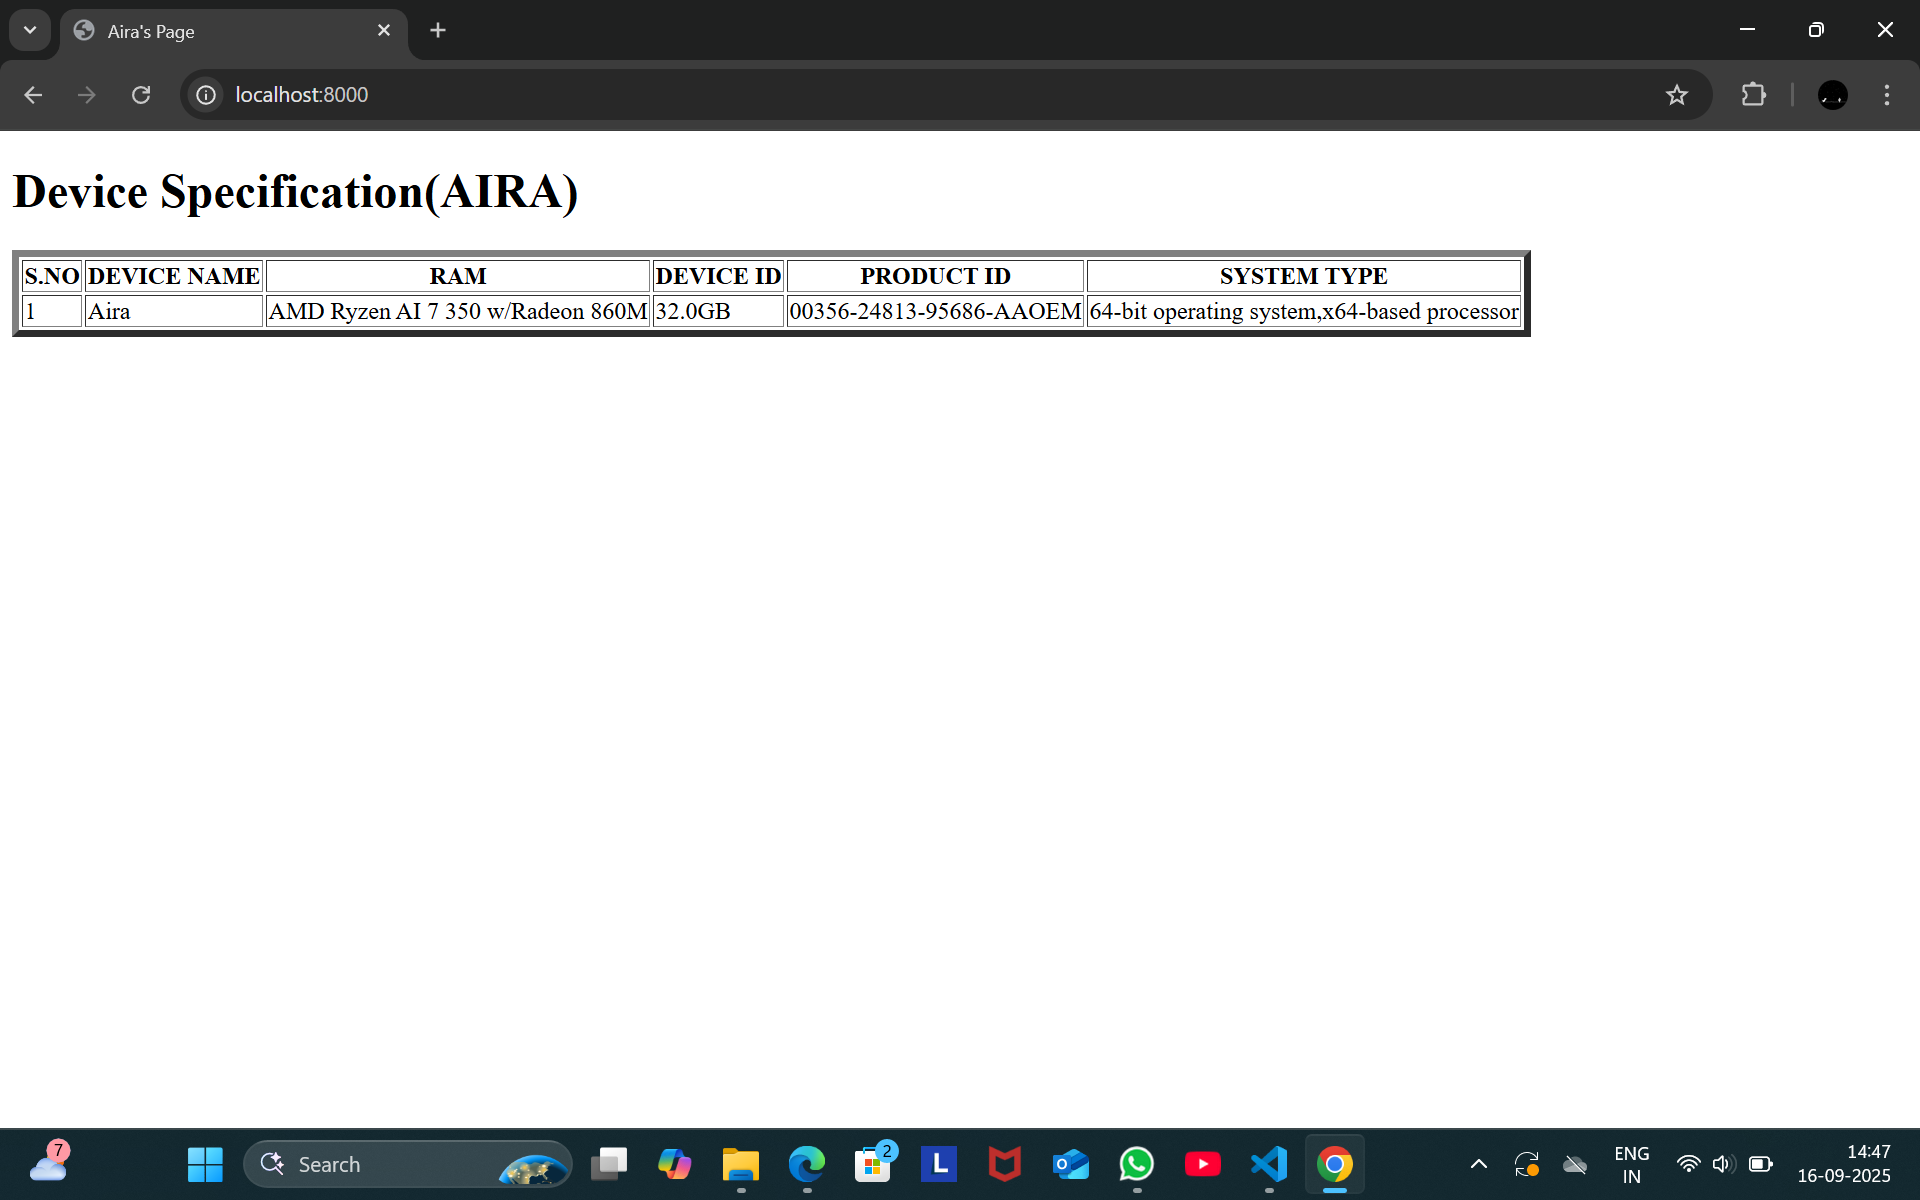 Aira's Page
localhost:8000
Device Specification(AIRA)
S.NO DEVICE NAME RAM DEVICE ID PRODUCT ID SYSTEM TYPE
1 Aira AMD Ryzen AI 7 350 w/Radeon 860M 32.0GB 00356-24813-95686-AAOEM 64-bit operating system,x64-based processor
7
Search
2
L
ENG
IN
14:47
16-09-2025